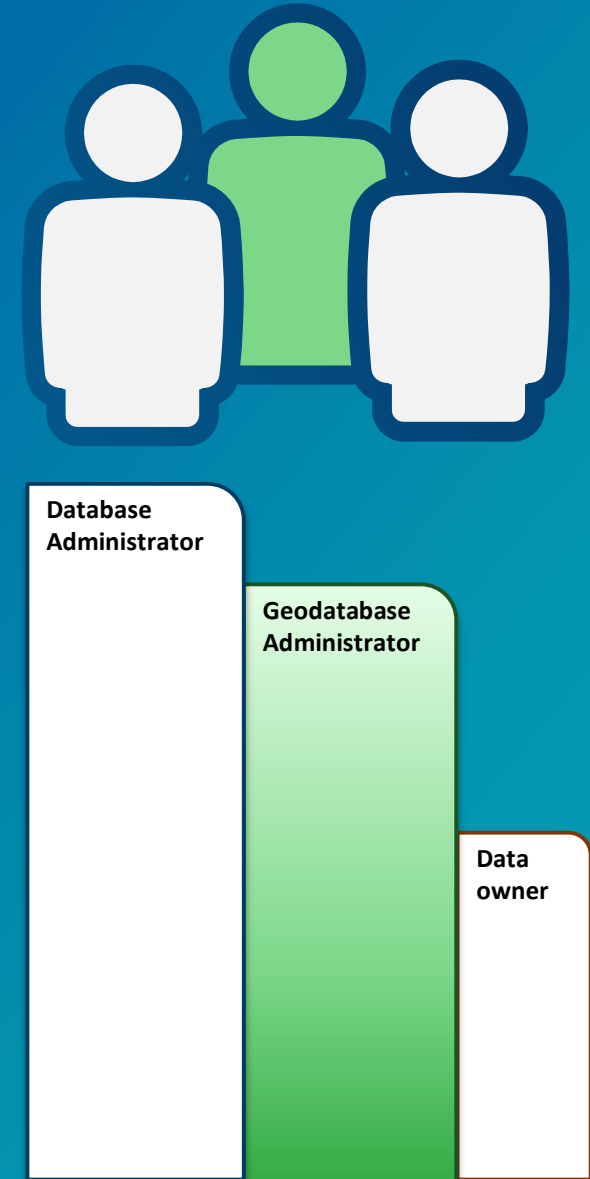 Database
Administrator
Geodatabase
Administrator
Data
owner